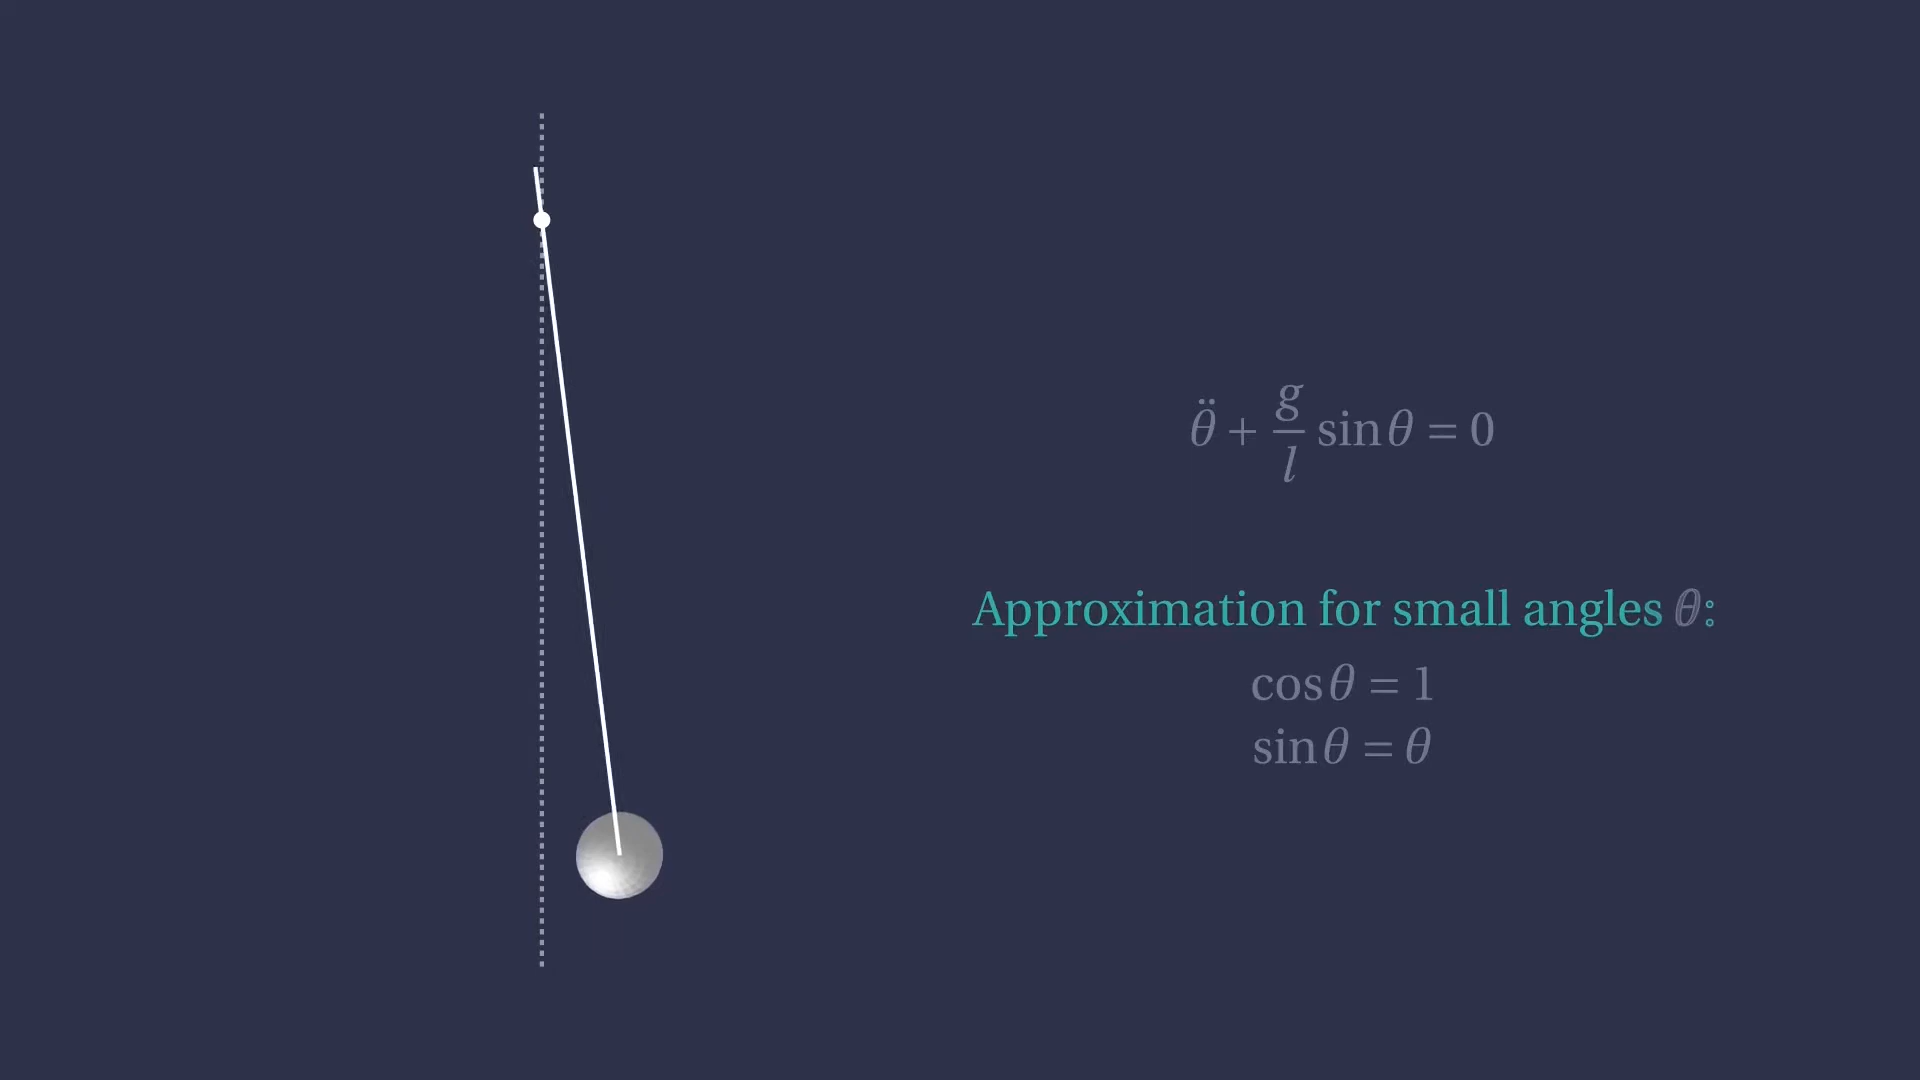 θ̈ + g/l sin θ = 0
Approximation for small angles θ:
cos θ = 1
sin θ = θ